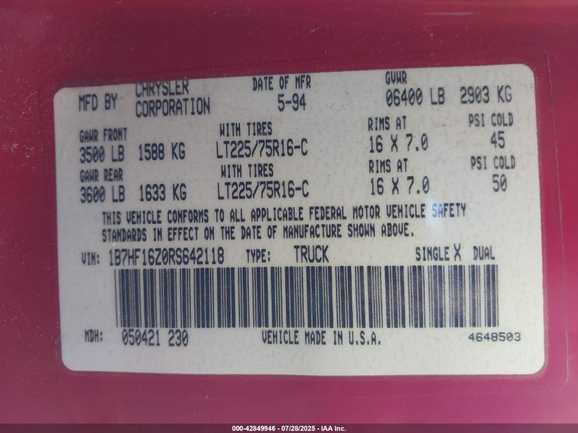 MFD BY CHRYSLER CORPORATION DATE OF MFR 5-94 GVWR 06400 LB 2903 KG
GAWR FRONT WITH TIRES RIMS AT PSI COLD
3500 LB 1588 KG LT225/75R16-C 16 X 7.0 45
GAWR REAR WITH TIRES RIMS AT PSI COLD
3600 LB 1633 KG LT225/75R16-C 16 X 7.0 50
THIS VEHICLE CONFORMS TO ALL APPLICABLE FEDERAL MOTOR VEHICLE SAFETY
STANDARDS IN EFFECT ON THE DATE OF MANUFACTURE SHOWN ABOVE.
VIN: 1B7HF16Z0RS642118 TYPE: TRUCK SINGLE X DUAL
MDH: 050421 230 VEHICLE MADE IN U.S.A. 4648503
000-42849946 - 07/28/2025 - IAA Inc.